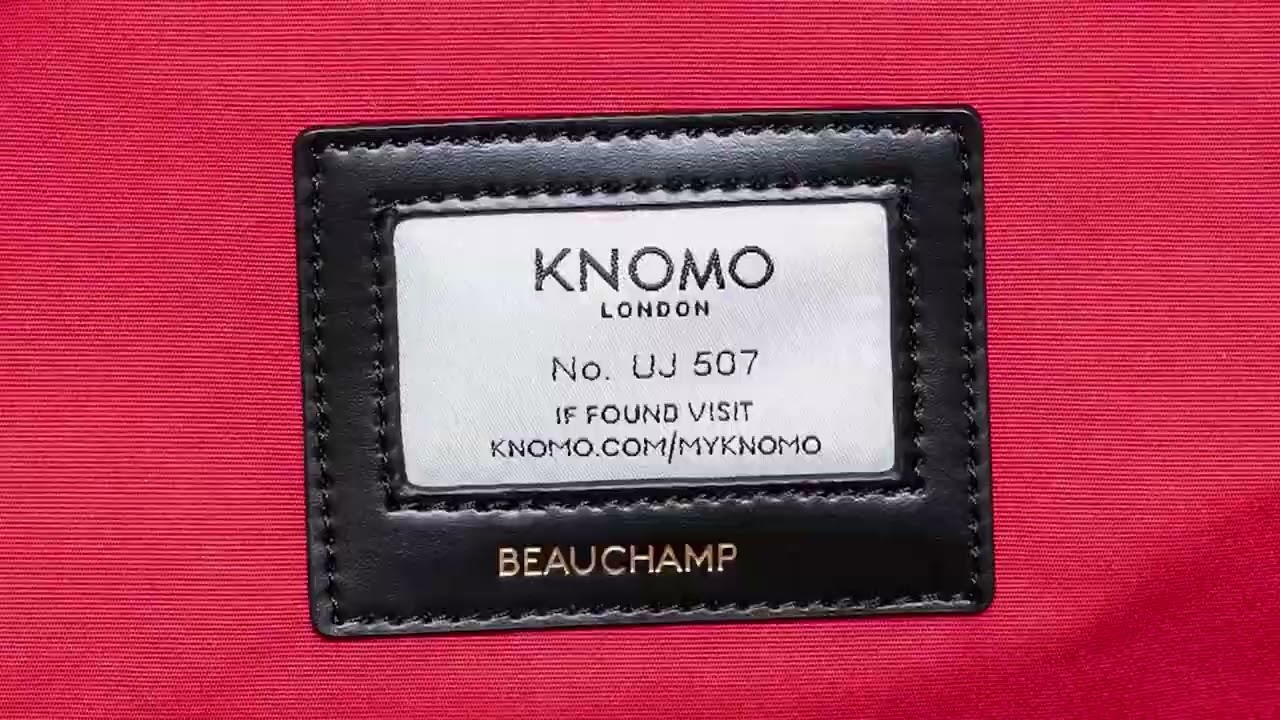 KNOMO
LONDON
No. UJ 507
IF FOUND VISIT
KNOMO.COM/MYKNOMO
BEAUCHAMP